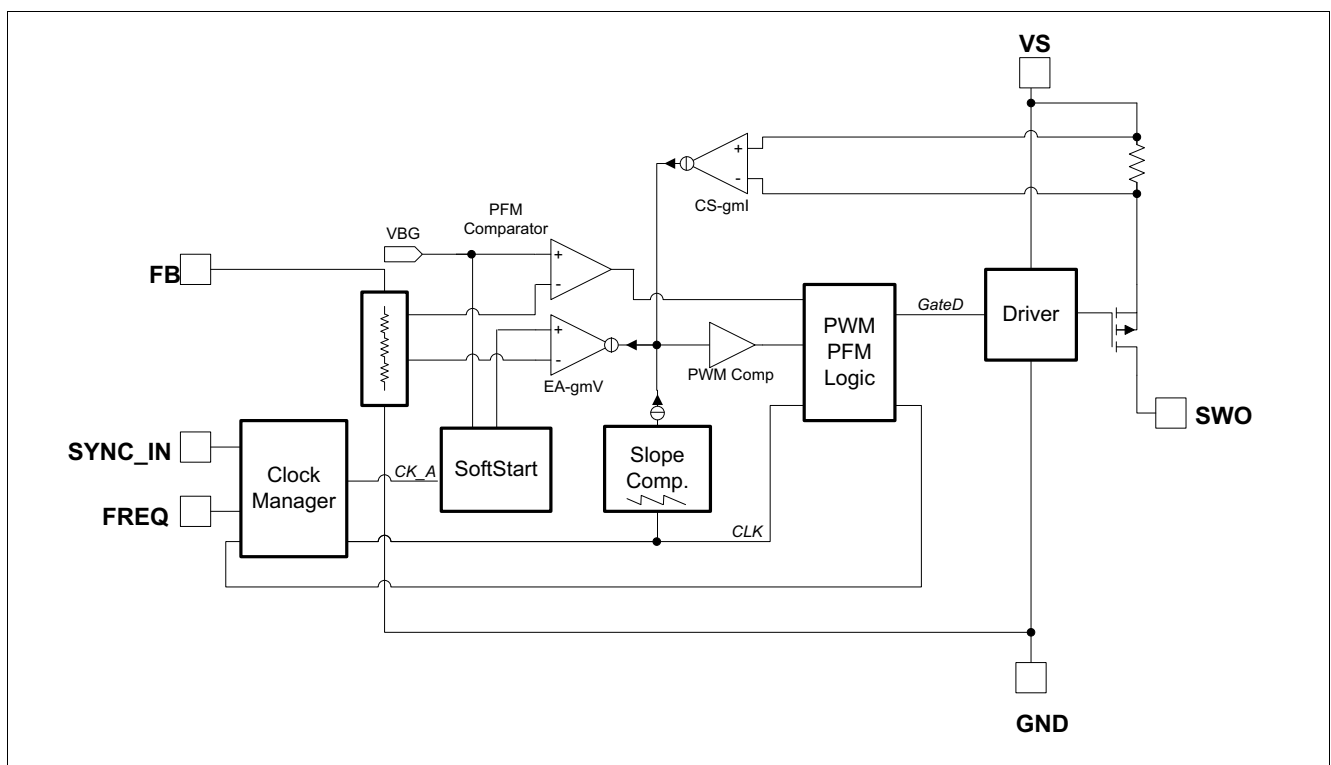 VS
CS-gmI
PFM
Comparator
VBG
FB
GateD
Driver
PWM
PFM
Logic
EA-gmV
PWM Comp
SWO
SYNC_IN
Clock
Manager
CK_A
SoftStart
Slope
Comp.
FREQ
CLK
GND